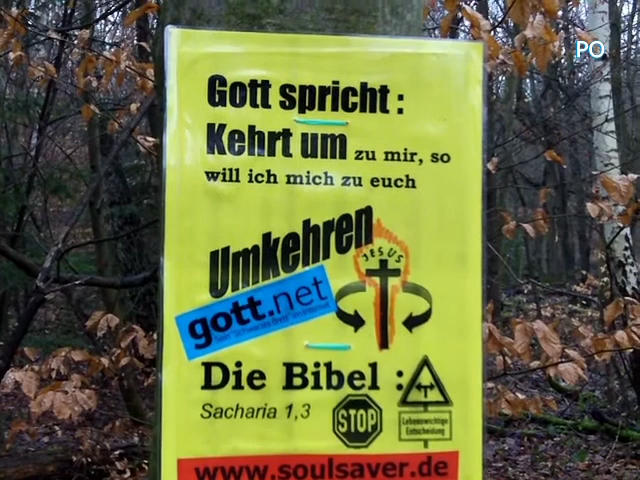 PO
Gott spricht :
Kehrt um zu mir, so
will ich mich zu euch
Umkehren
JESUS
gott.net
Die Bibel :
Sacharia 1,3
STOP
Lebenswichtige
Entscheidung
www.soulsaver.de